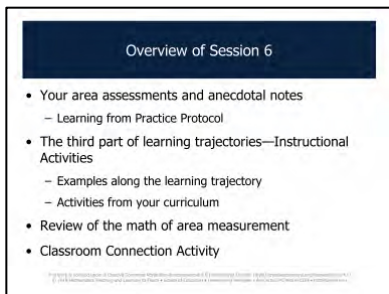 Overview of Session 6
• Your area assessments and anecdotal notes
– Learning from Practice Protocol
• The third part of learning trajectories—Instructional
Activities
– Examples along the learning trajectory
– Activities from your curriculum
• Review of the math of area measurement
• Classroom Connection Activity